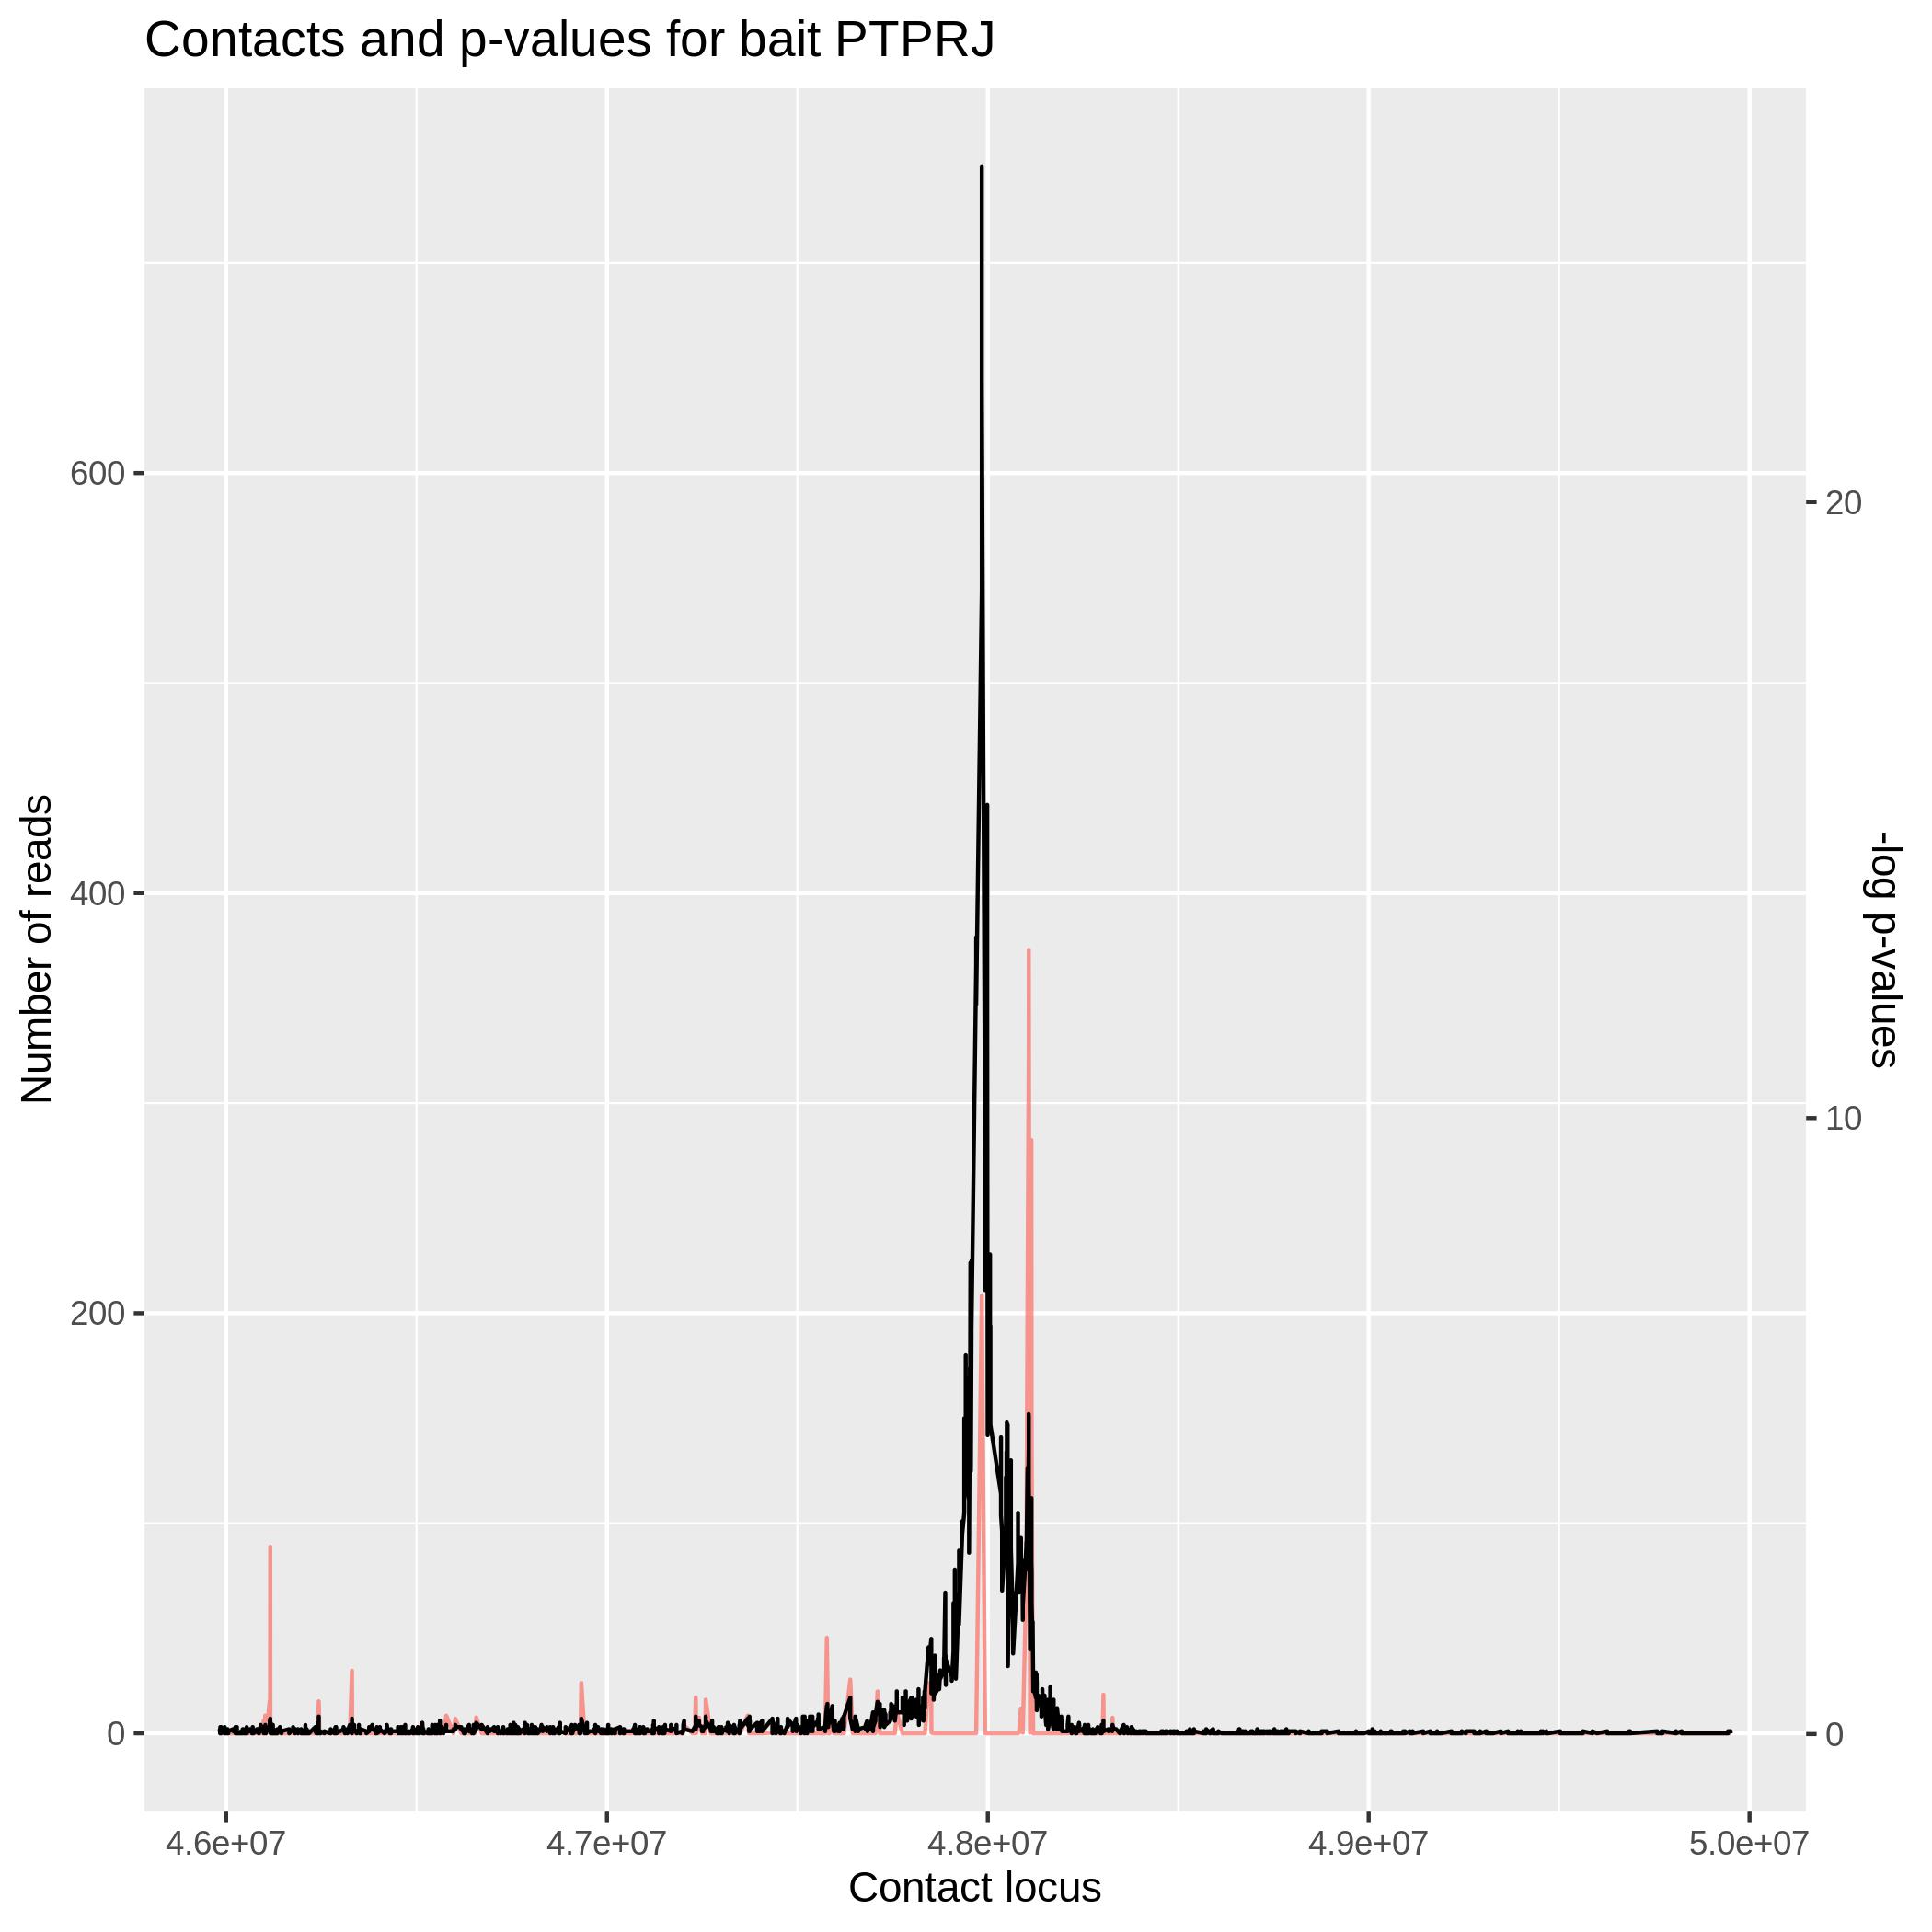 Contacts and p-values for bait PTPRJ
Number of reads
600
400
200
0
20
10
0
-log p-values
4.6e+07
4.7e+07
4.8e+07
4.9e+07
5.0e+07
Contact locus